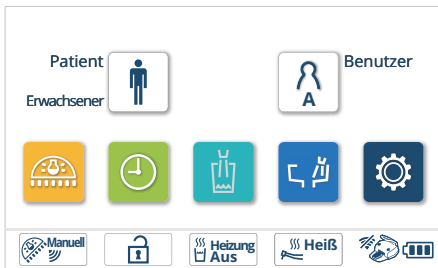 Patient
Erwachsener
Benutzer
A
Manuell
Heizung
Aus
Heiß